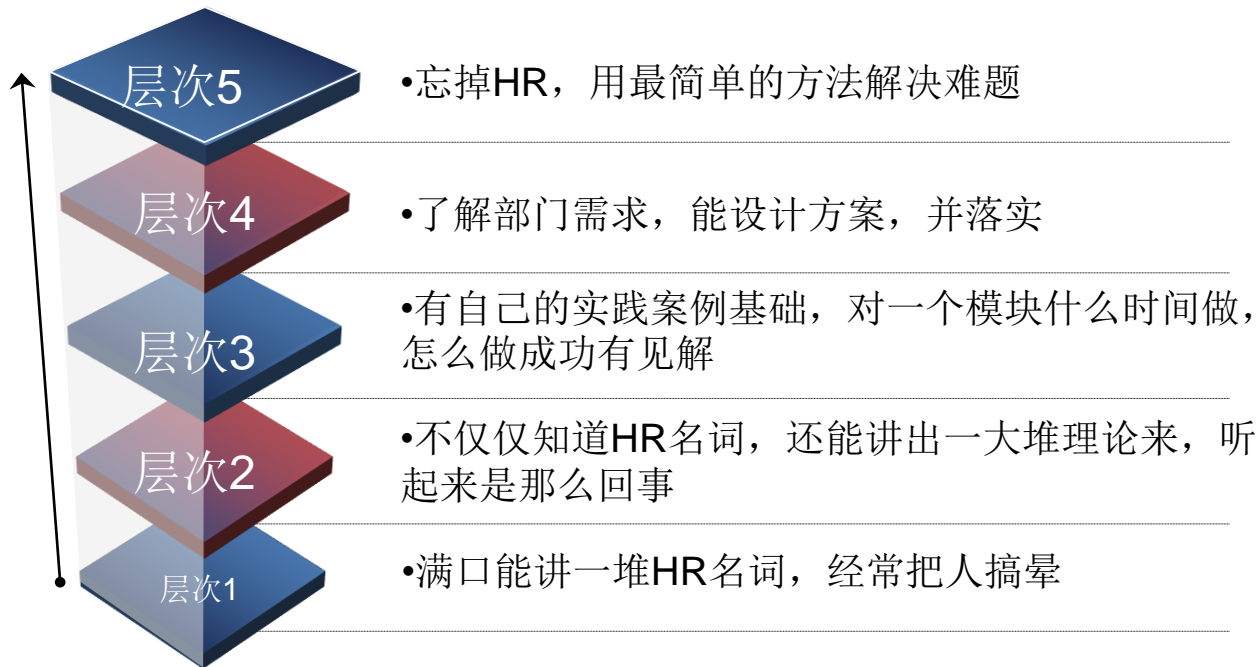 层次5
•忘掉HR，用最简单的方法解决难题
层次4
•了解部门需求，能设计方案，并落实
层次3
•有自己的实践案例基础，对一个模块什么时间做，
怎么做成功有见解
层次2
•不仅仅知道HR名词，还能讲出一大堆理论来，听
起来是那么回事
层次1
•满口能讲一堆HR名词，经常把人搞晕